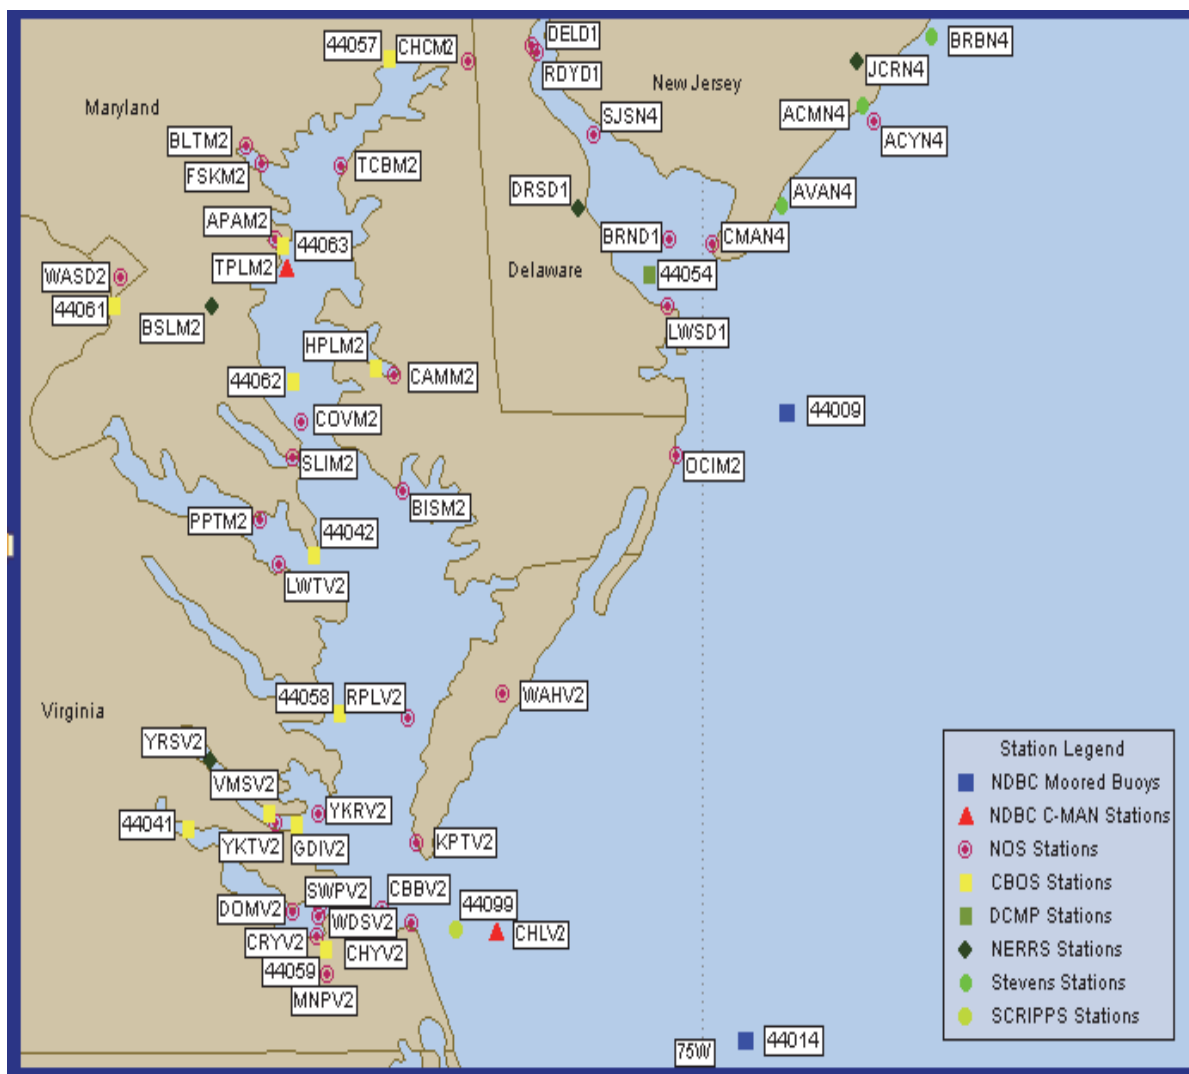 44057
CHCM2
DELD1
RDYD1
BRBN4
JCRN4
New Jersey
Maryland
SJSN4
ACMN4
ACYN4
BLTM2
FSKM2
TCBM2
DRSD1
AVAN4
APAM2
44063
BRND1
CMAN4
WASD2
TPLM2
Delaware
44054
44061
BSLM2
LWSD1
HPLM2
44062
CAMM2
44009
COVM2
SLIM2
OCIM2
BISM2
PPTM2
44042
LWTV2
44058
RPLV2
WAHV2
Virginia
YRSV2
VMSV2
YKRV2
44041
YKTV2
GDIV2
KPTV2
SWPV2
CBBV2
DOMV2
WDSV2
44099
CHLV2
CRYV2
CHYV2
44059
MNPV2
75W
44014
Station Legend
NDBC Moored Buoys
NDBC C-MAN Stations
NOS Stations
CBOS Stations
DCMP Stations
NERRS Stations
Stevens Stations
SCRIPPS Stations